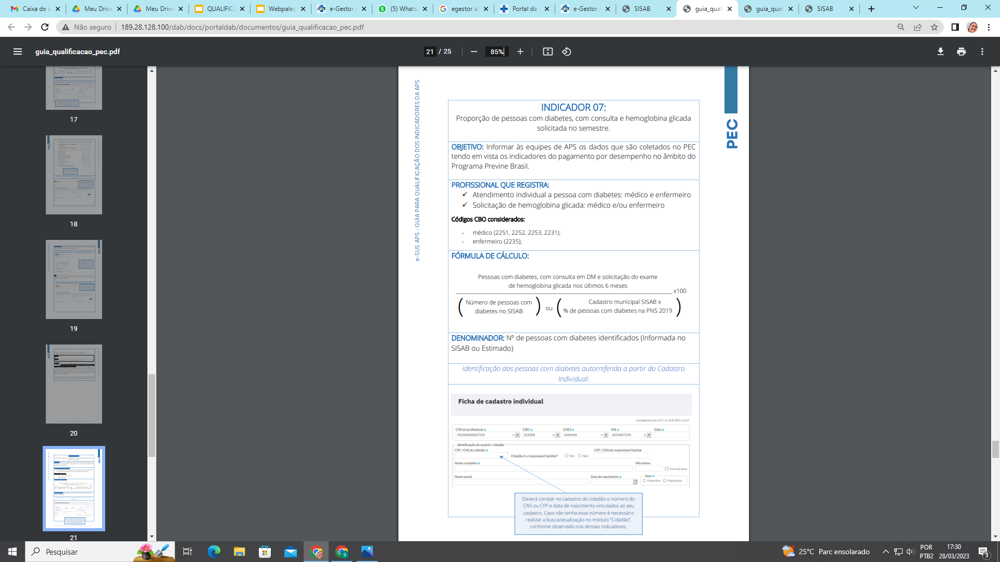 Caixa de e
Meu Drive
Meu Drive
QUALIFICA
Webpales
e-Gestor A
(5) Whats
egestor ab
Portal da S
e-Gestor A
SISAB
guia_quali
guia_quali
SISAB
Não seguro
189.28.128.100/dab/docs/portaldab/documentos/guia_qualificacao_pec.pdf
guia_qualificacao_pec.pdf
21 / 25
85%
17
18
19
20
21
e-SUS APS - GUIA PARA QUALIFICAÇÃO DOS INDICADORES DA APS
PEC
INDICADOR 07:
Proporção de pessoas com diabetes, com consulta e hemoglobina glicada
solicitada no semestre.
OBJETIVO: Informar às equipes de APS os dados que são coletados no PEC
tendo em vista os indicadores do pagamento por desempenho no âmbito do
Programa Previne Brasil.
PROFISSIONAL QUE REGISTRA:
✓ Atendimento individual a pessoa com diabetes: médico e enfermeiro
✓ Solicitação de hemoglobina glicada: médico e/ou enfermeiro
Códigos CBO considerados:
- médico (2251, 2252, 2253, 2231);
- enfermeiro (2235);
FÓRMULA DE CÁLCULO:
Pessoas com diabetes, com consulta em DM e solicitação do exame
de hemoglobina glicada nos últimos 6 meses
x100
( Número de pessoas com diabetes no SISAB ) ou ( Cadastro municipal SISAB x % de pessoas com diabetes na PNS 2019 )
DENOMINADOR: Nº de pessoas com diabetes identificados (Informada no
SISAB ou Estimado)
Identificação das pessoas com diabetes autorreferida a partir do Cadastro
Individual:
Ficha de cadastro individual
Compatível com a FCI / e-SUS APS v.3.2.0
CNS do profissional CBO CNES INE Data
705006282067559 223208 5444430 2015847524
Identificação do usuário / cidadão
CPF / CNS do cidadão CPF / CNS do responsável familiar
Cidadão é o responsável familiar? Sim Não
Nome completo Microárea
Fora da área
Nome social Data de nascimento Sexo
Feminino Masculino
Deverá constar no cadastro do cidadão o número do
CNS ou CPF e data de nascimento vinculados ao seu
cadastro. Caso não tenha esse número é necessário
realizar a busca/atualização no módulo “Cidadão”,
conforme observado nos demais indicadores.
Pesquisar
25°C Parc ensolarado
POR
PTB2
17:30
28/03/2023
3